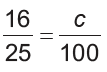 16/25 = c/100